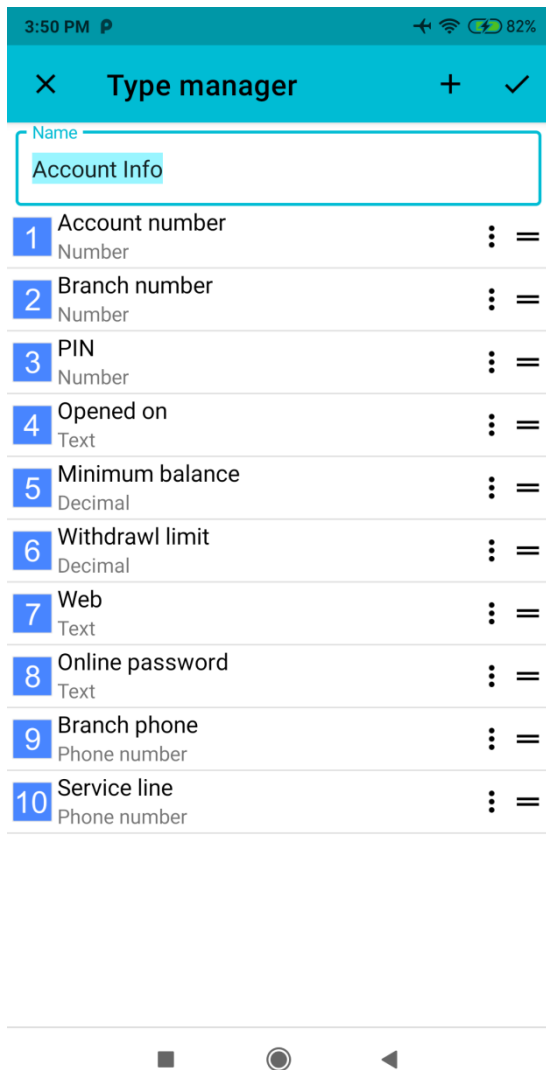 3:50 PM
82%
Type manager
Name
Account Info
1 Account number
Number
2 Branch number
Number
3 PIN
Number
4 Opened on
Text
5 Minimum balance
Decimal
6 Withdrawl limit
Decimal
7 Web
Text
8 Online password
Text
9 Branch phone
Phone number
10 Service line
Phone number